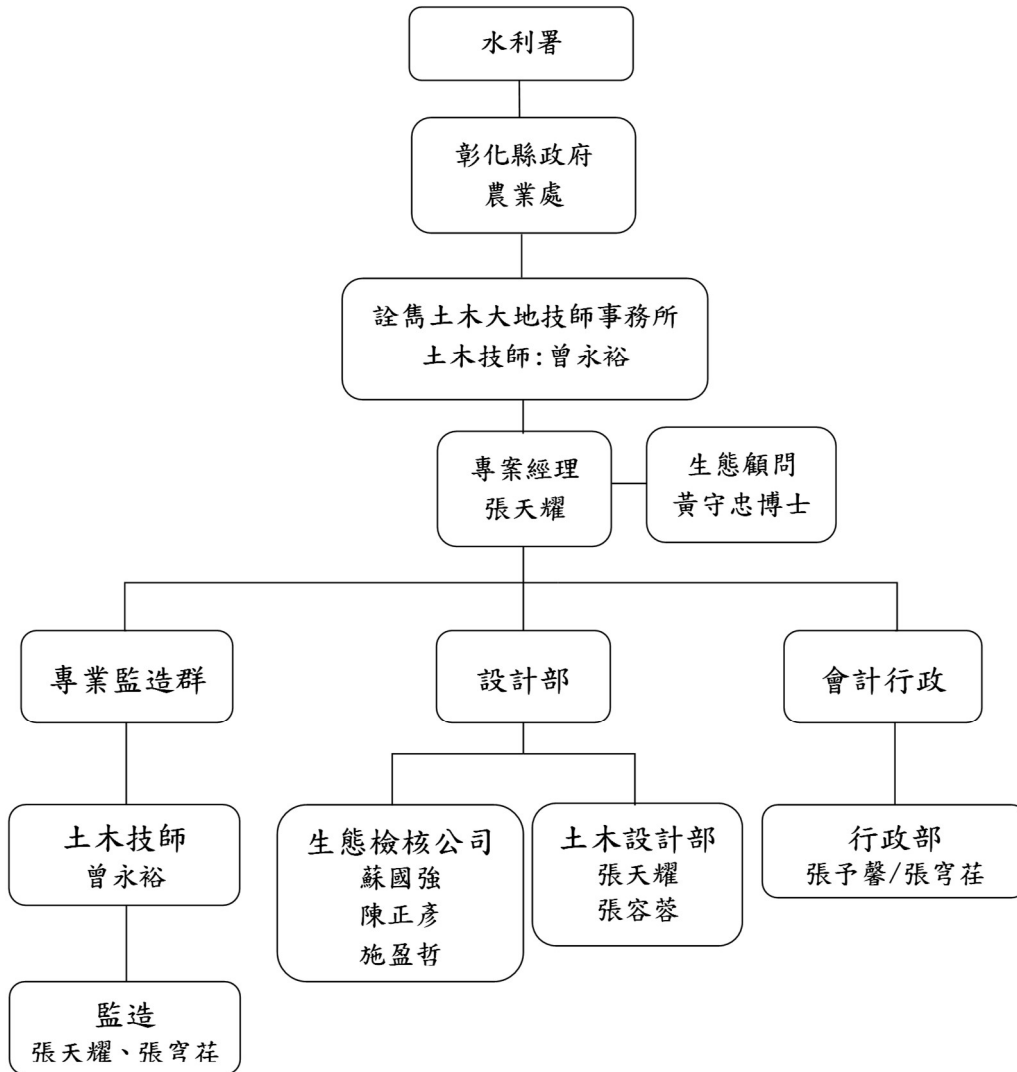 水利署
彰化縣政府
農業處
詮雋土木大地技師事務所
土木技師:曾永裕
專案經理
張天耀
生態顧問
黃守忠博士
專業監造群
設計部
會計行政
土木技師
曾永裕
生態檢核公司
蘇國強
陳正彥
施盈哲
土木設計部
張天耀
張容蓉
行政部
張予馨/張穹荏
監造
張天耀、張穹荏